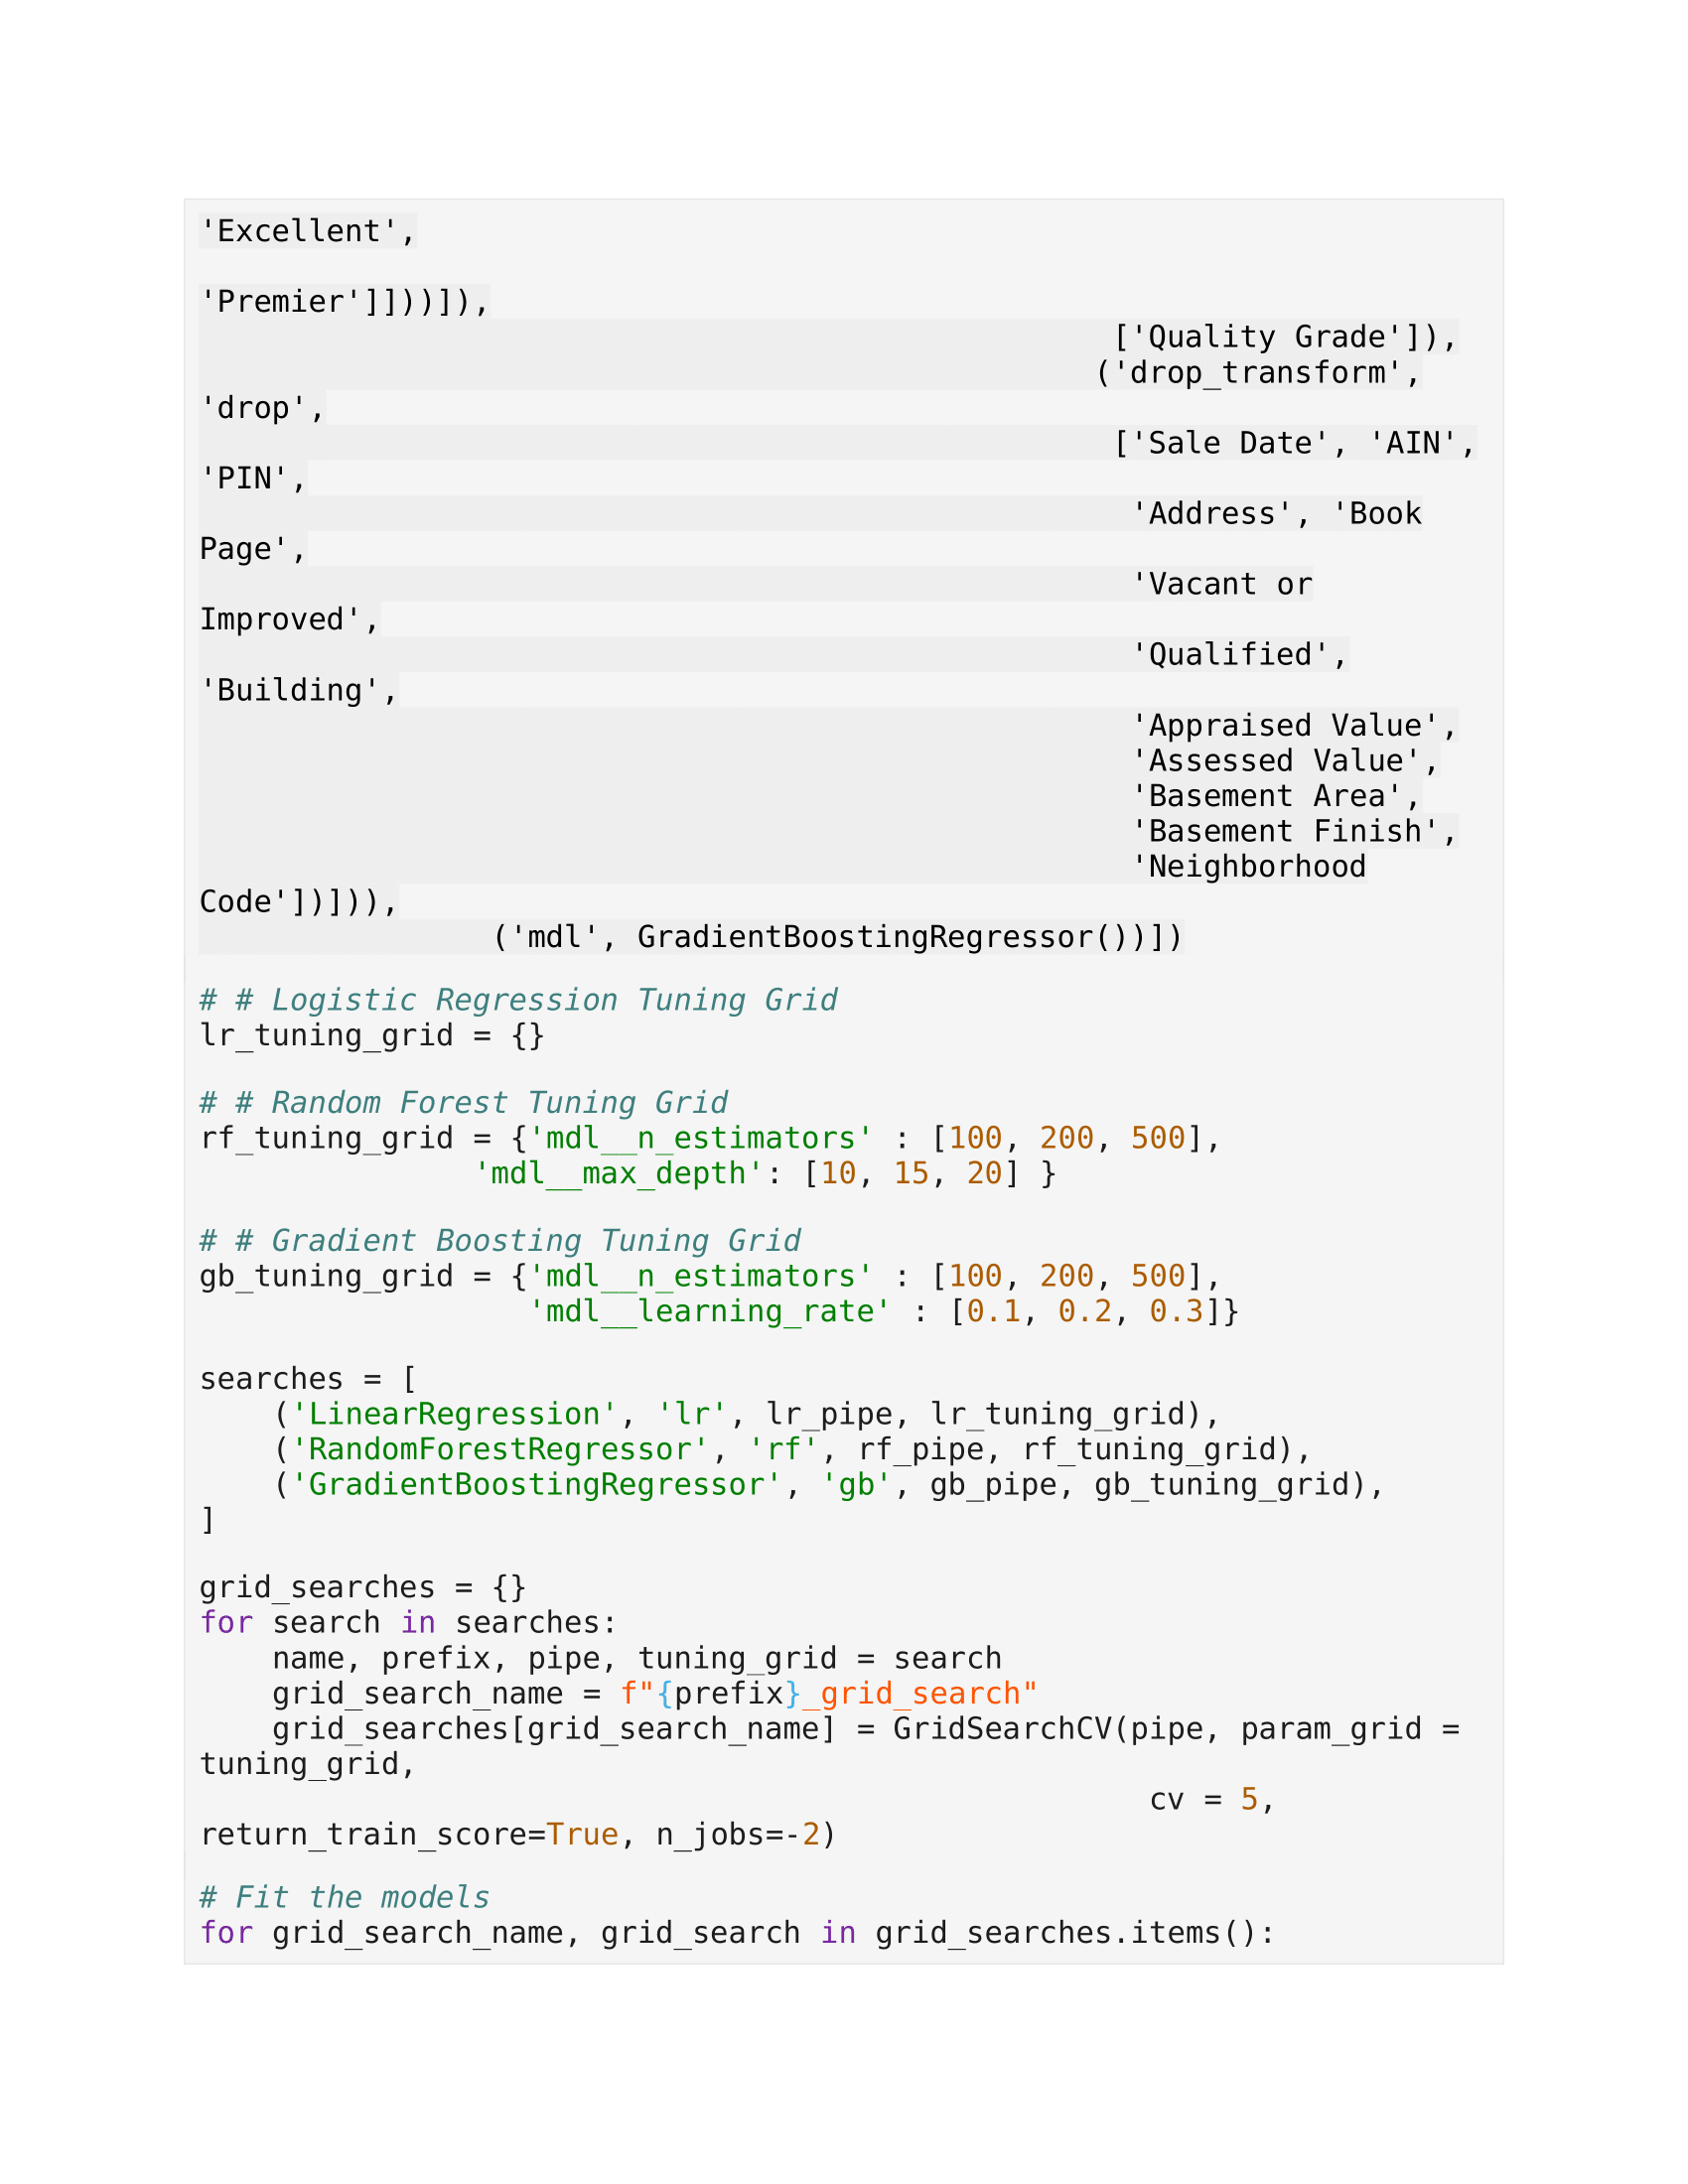 'Excellent',
'Premier']]))]),
['Quality Grade']),
('drop_transform',
'drop',
['Sale Date', 'AIN',
'PIN',
'Address', 'Book
Page',
'Vacant or
Improved',
'Qualified',
'Building',
'Appraised Value',
'Assessed Value',
'Basement Area',
'Basement Finish',
'Neighborhood
Code'])])),
('mdl', GradientBoostingRegressor())])
# # Logistic Regression Tuning Grid
lr_tuning_grid = {}
# # Random Forest Tuning Grid
rf_tuning_grid = {'mdl__n_estimators' : [100, 200, 500],
'mdl__max_depth': [10, 15, 20] }
# # Gradient Boosting Tuning Grid
gb_tuning_grid = {'mdl__n_estimators' : [100, 200, 500],
'mdl__learning_rate' : [0.1, 0.2, 0.3]}
searches = [
('LinearRegression', 'lr', lr_pipe, lr_tuning_grid),
('RandomForestRegressor', 'rf', rf_pipe, rf_tuning_grid),
('GradientBoostingRegressor', 'gb', gb_pipe, gb_tuning_grid),
]
grid_searches = {}
for search in searches:
name, prefix, pipe, tuning_grid = search
grid_search_name = f"{prefix}_grid_search"
grid_searches[grid_search_name] = GridSearchCV(pipe, param_grid =
tuning_grid,
cv = 5,
return_train_score=True, n_jobs=-2)
# Fit the models
for grid_search_name, grid_search in grid_searches.items():